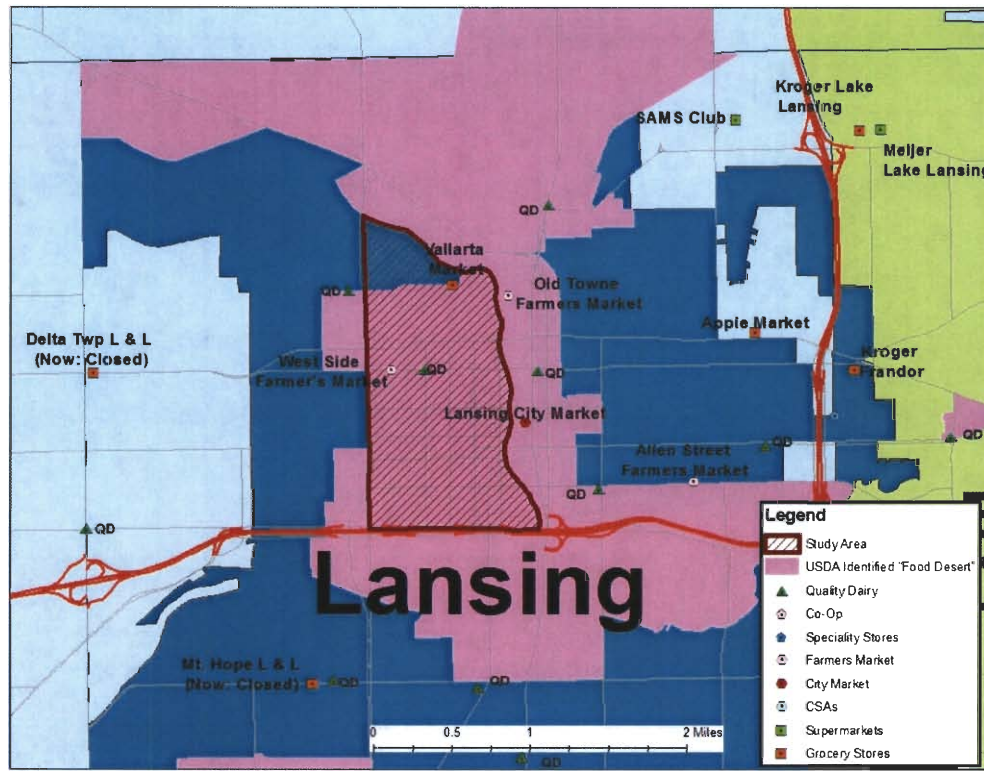 Kroger Lake
Lansing
SAMS Club
Meijer
Lake Lansing
QD
Vallarta
Market
QD
Old Towne
Farmers Market
Delta Twp L & L
(Now: Closed)
Apple Market
West Side
Farmer's Market
QD
Kroger
Frandor
Lansing City Market
QD
QD
Allen Street
Farmers Market
QD
QD
Lansing
Mt. Hope L & L
(Now: Closed)
QD
QD
0 0.5 1 2 Miles
QD
Legend
Study Area
USDA Identified "Food Desert"
Quality Dairy
Co-Op
Speciality Stores
Farmers Market
City Market
CSAs
Supermarkets
Grocery Stores